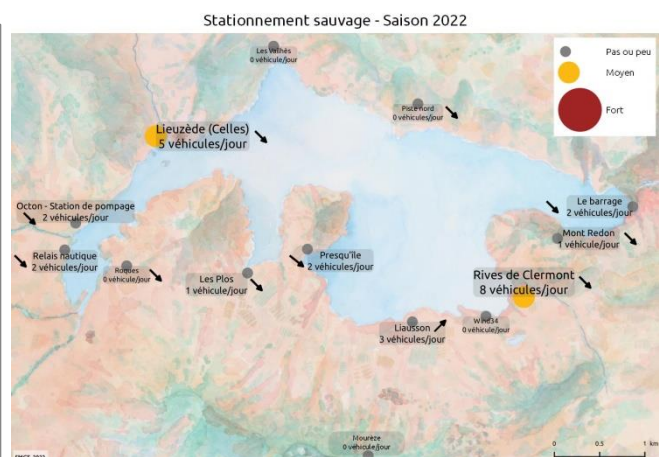 Stationnement sauvage - Saison 2022
Les Vailhés
0 véhicule/jour
Pas ou peu
Moyen
Fort
Piste nord
0 véhicule/jour
Lieuzède (Celles)
5 véhicules/jour
Octon - Station de pompage
2 véhicules/jour
Le barrage
2 véhicules/jour
Mont Redon
1 véhicule/jour
Relais nautique
2 véhicules/jour
Roques
0 véhicule/jour
Les Plos
1 véhicule/jour
Presqu'île
2 véhicules/jour
Rives de Clermont
8 véhicules/jour
Liausson
3 véhicules/jour
Wind34
0 véhicule/jour
Mourèze
0 véhicule/jour
0 0.5 1 km